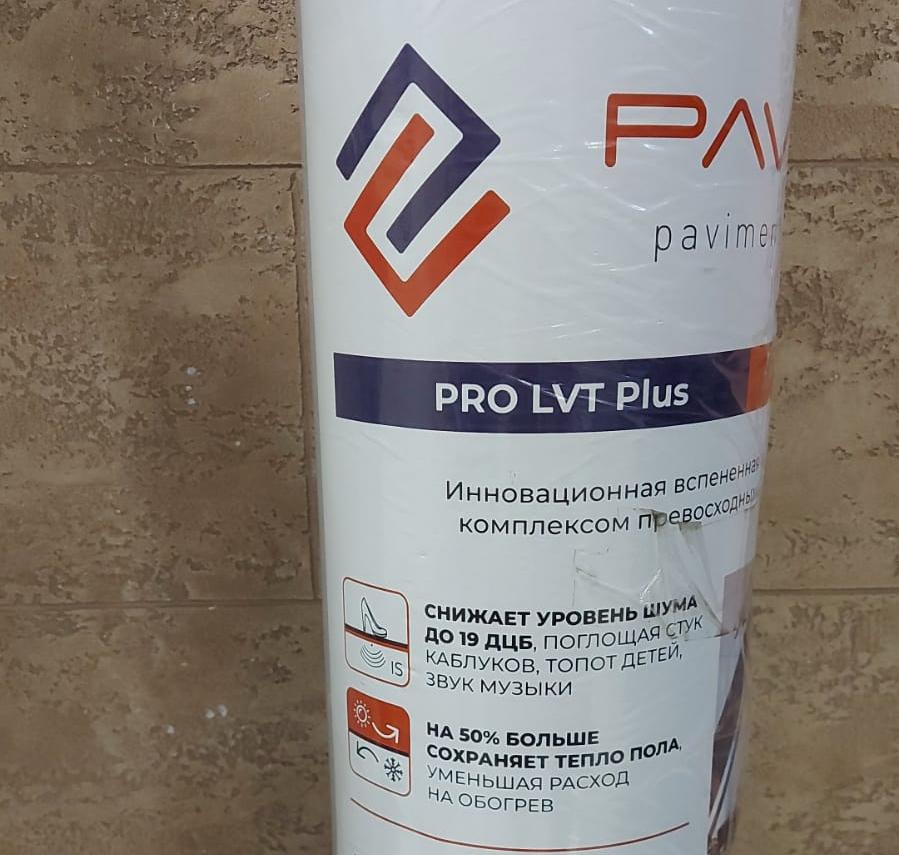 PAV
pavimen
PRO LVT Plus
Инновационная вспененная
комплексом превосходны
IS
СНИЖАЕТ УРОВЕНЬ ШУМА
ДО 19 ДЦБ, ПОГЛОЩАЯ СТУК
КАБЛУКОВ, ТОПОТ ДЕТЕЙ,
ЗВУК МУЗЫКИ
НА 50% БОЛЬШЕ
СОХРАНЯЕТ ТЕПЛО ПОЛА,
УМЕНЬШАЯ РАСХОД
НА ОБОГРЕВ